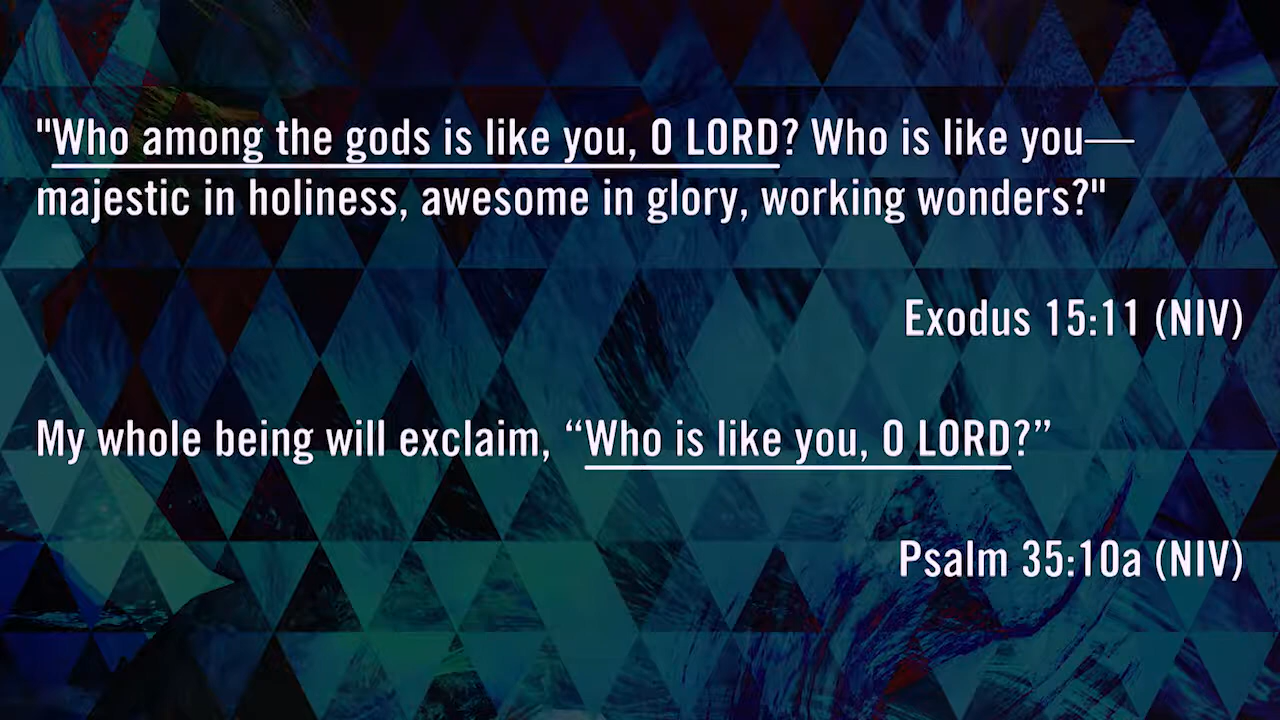 "Who among the gods is like you, O LORD? Who is like you—
majestic in holiness, awesome in glory, working wonders?"
Exodus 15:11 (NIV)
My whole being will exclaim, “Who is like you, O LORD?”
Psalm 35:10a (NIV)